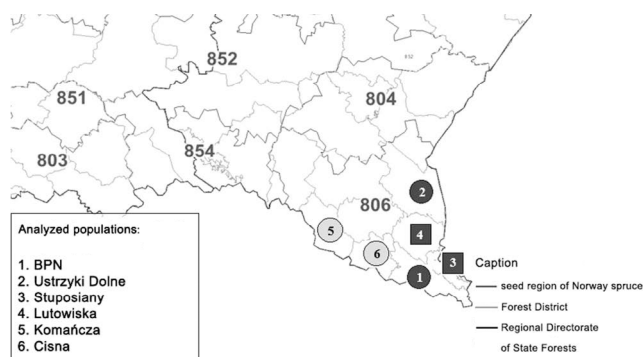 852
851
804
803
854
806
2
4
5
6
3
1
Analyzed populations:
1. BPN
2. Ustrzyki Dolne
3. Stuposiany
4. Lutowiska
5. Komańcza
6. Cisna
Caption
seed region of Norway spruce
Forest District
Regional Directorate
of State Forests